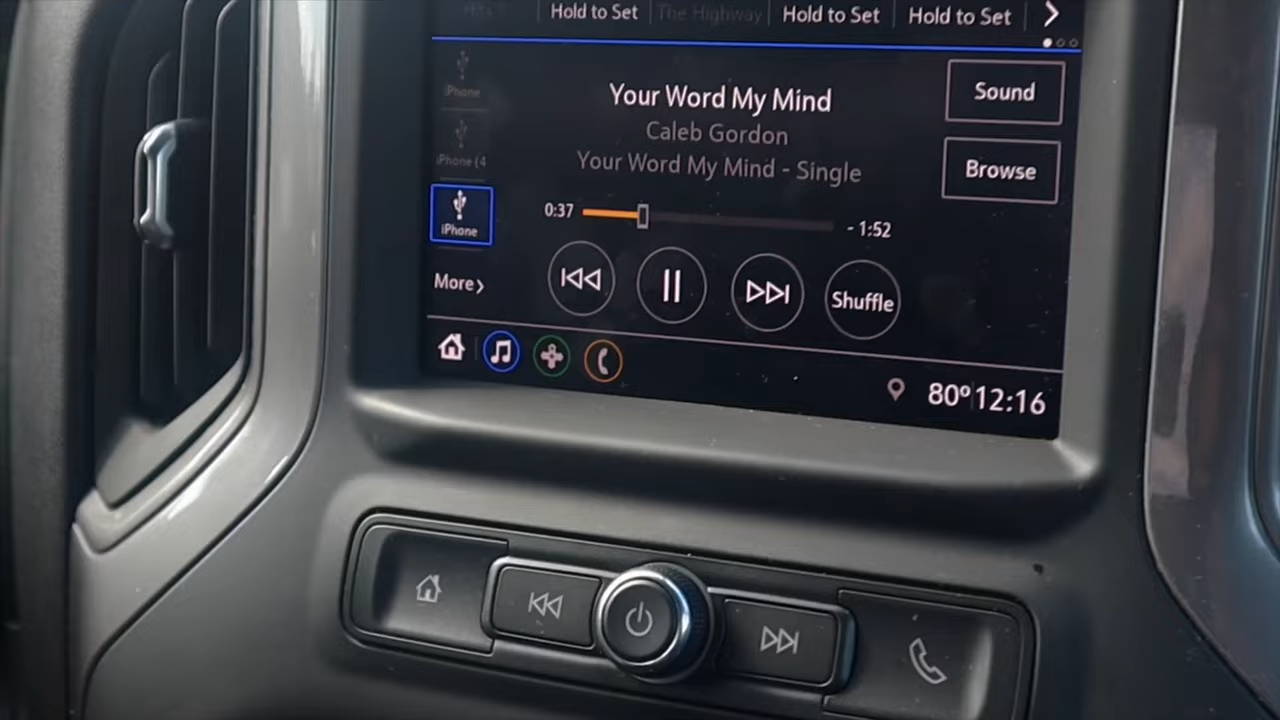 Hold to Set
The Highway
Hold to Set
Hold to Set
iPhone
Your Word My Mind
Sound
Caleb Gordon
iPhone (4
Your Word My Mind - Single
Browse
iPhone
0:37
- 1:52
More
Shuffle
80° 12:16